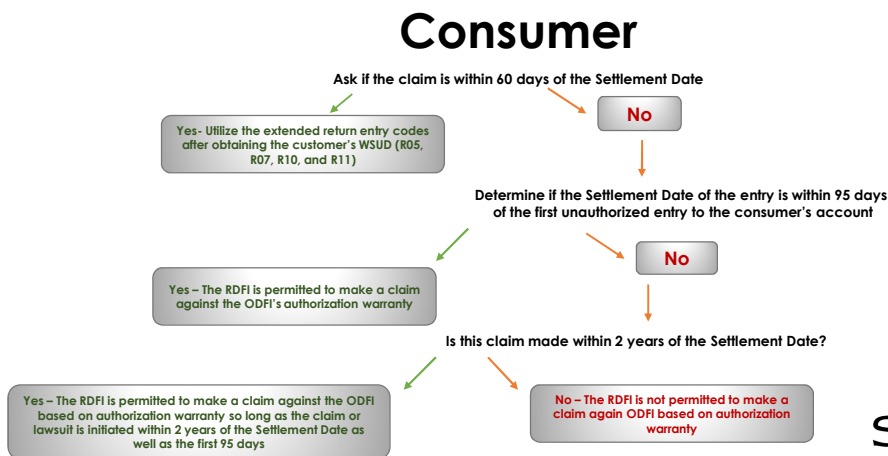 Consumer
Ask if the claim is within 60 days of the Settlement Date
No
Yes- Utilize the extended return entry codes
after obtaining the customer's WSUD (R05,
R07, R10, and R11)
Determine if the Settlement Date of the entry is within 95 days
of the first unauthorized entry to the consumer's account
No
Yes – The RDFI is permitted to make a claim
against the ODFI's authorization warranty
Is this claim made within 2 years of the Settlement Date?
Yes – The RDFI is permitted to make a claim against the ODFI
based on authorization warranty so long as the claim or
lawsuit is initiated within 2 years of the Settlement Date as
well as the first 95 days
No – The RDFI is not permitted to make a
claim again ODFI based on authorization
warranty